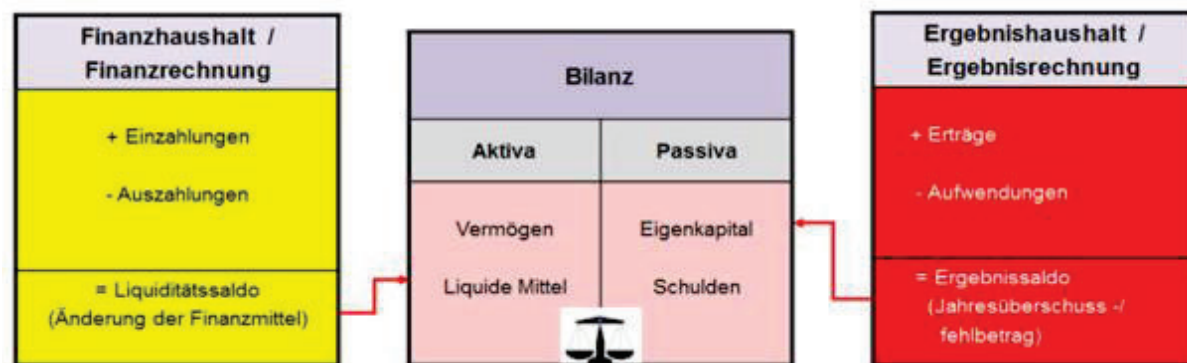 Finanzhaushalt /
Finanzrechnung
+ Einzahlungen
- Auszahlungen
= Liquiditätssaldo
(Änderung der Finanzmittel)
Bilanz
Aktiva
Passiva
Vermögen
Eigenkapital
Liquide Mittel
Schulden
Ergebnishaushalt /
Ergebnisrechnung
+ Erträge
- Aufwendungen
= Ergebnissaldo
(Jahresüberschuss -/
fehlbetrag)